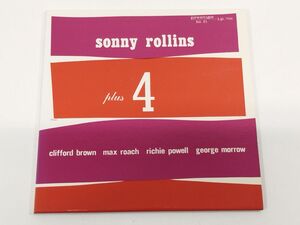 sonny rollins
plus 4
clifford brown max roach richie powell george morrow